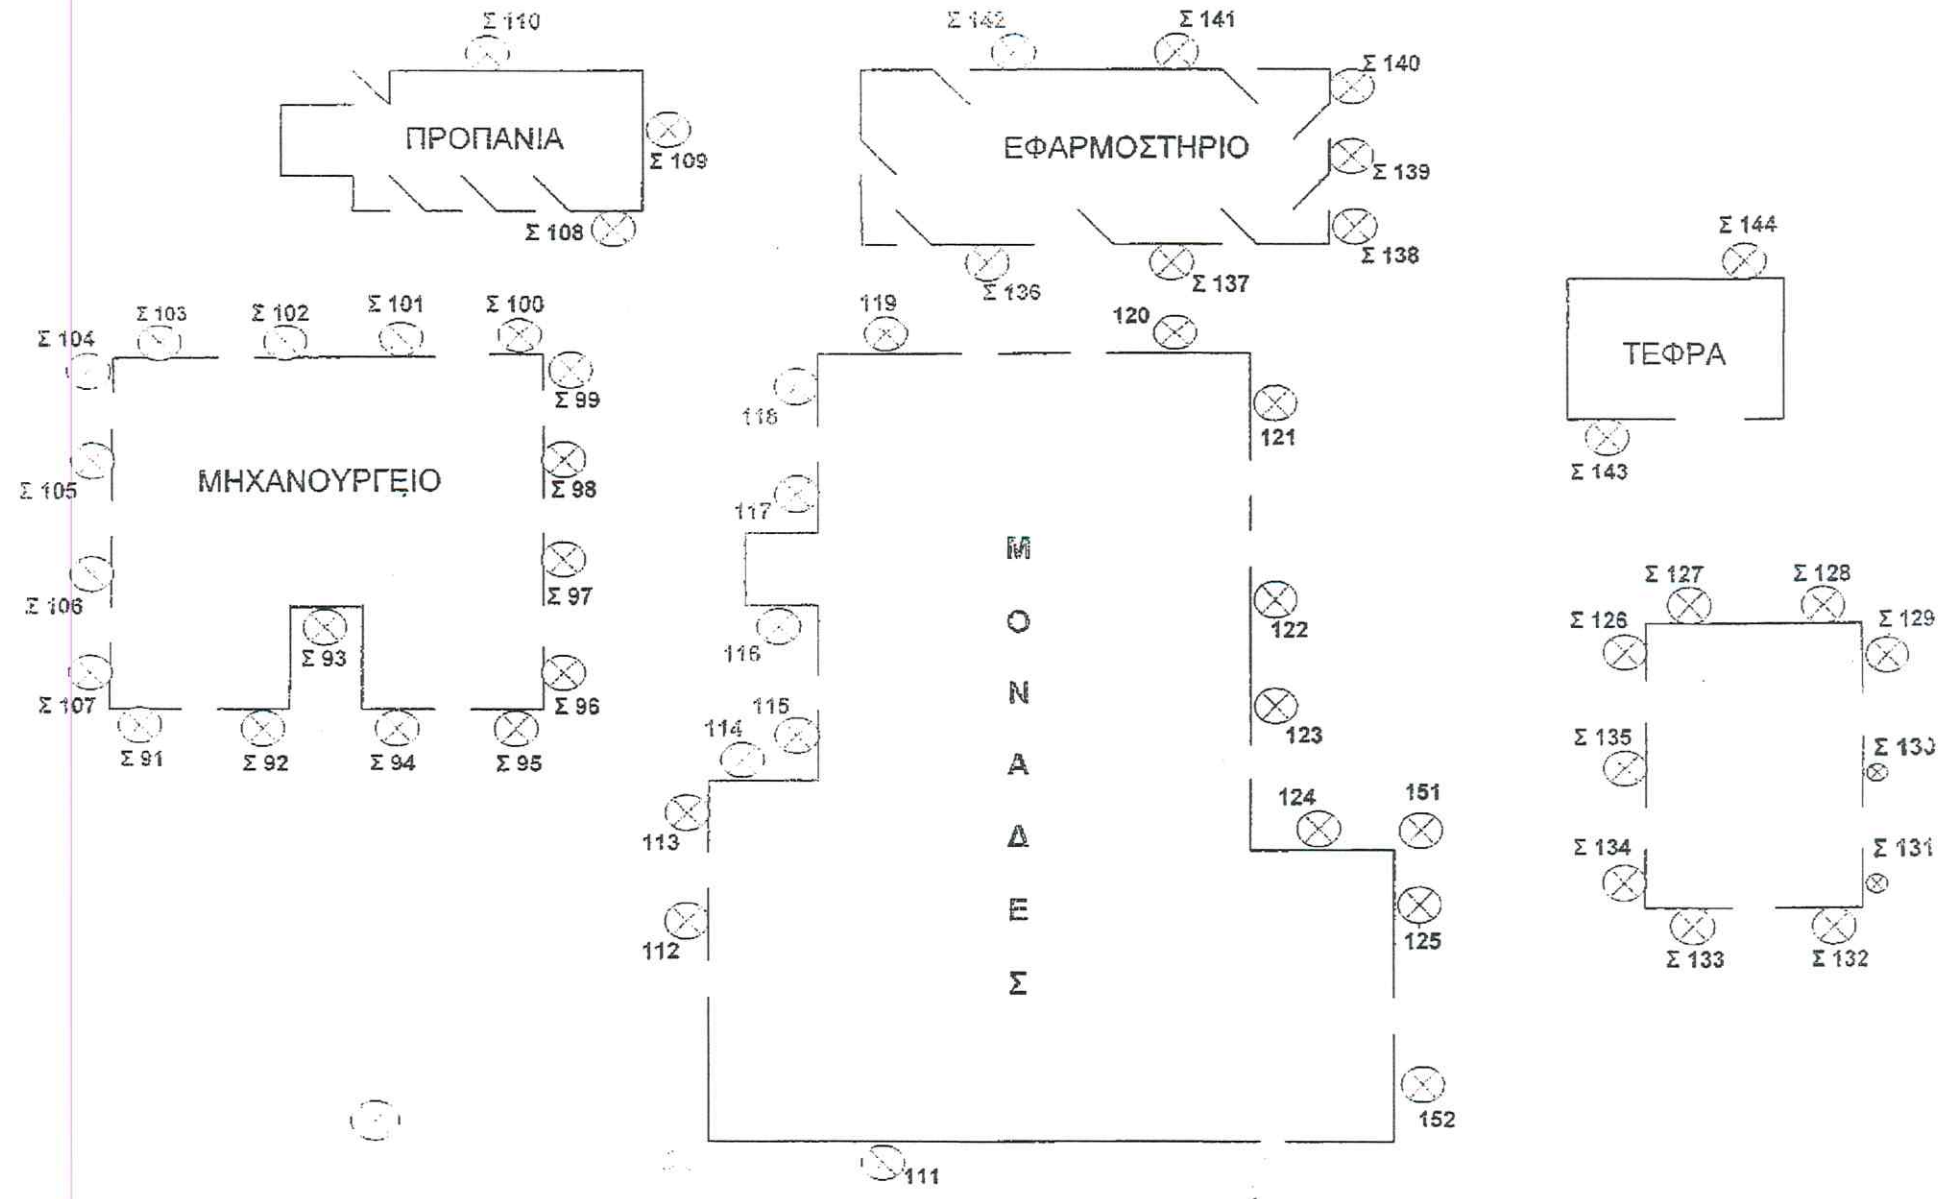 Σ 110
Σ 142
Σ 141
Σ 140
ΠΡΟΠΑΝΙΑ
Σ 109
ΕΦΑΡΜΟΣΤΗΡΙΟ
Σ 139
Σ 108
Σ 138
Σ 136
Σ 137
Σ 144
ΤΕΦΡΑ
Σ 143
Σ 104
Σ 103
Σ 102
Σ 101
Σ 100
Σ 99
Σ 105
ΜΗΧΑΝΟΥΡΓΕΙΟ
Σ 98
Σ 106
Σ 97
Σ 93
Σ 107
Σ 96
Σ 91
Σ 92
Σ 94
Σ 95
119
120
118
121
117
116
122
115
114
123
113
124
151
112
125
152
111
Μ
Ο
Ν
Α
Δ
Ε
Σ
Σ 127
Σ 128
Σ 126
Σ 129
Σ 135
Σ 130
Σ 134
Σ 131
Σ 133
Σ 132